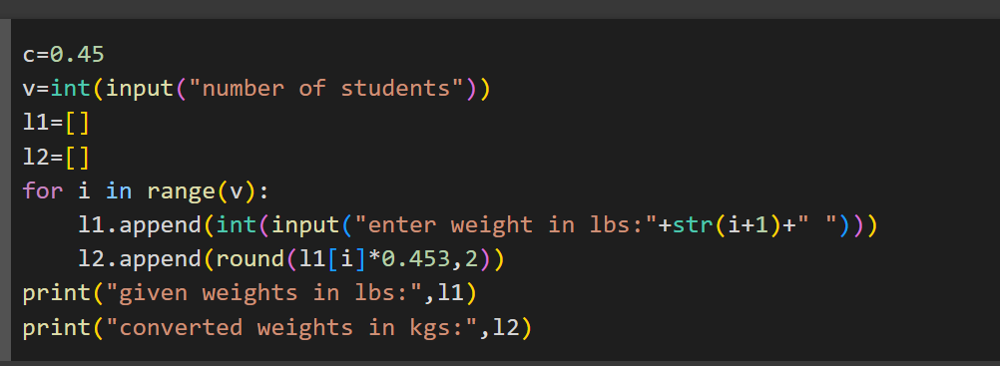 c=0.45
v=int(input("number of students"))
l1=[]
l2=[]
for i in range(v):
    l1.append(int(input("enter weight in lbs:"+str(i+1)+" ")))
    l2.append(round(l1[i]*0.453,2))
print("given weights in lbs:",l1)
print("converted weights in kgs:",l2)